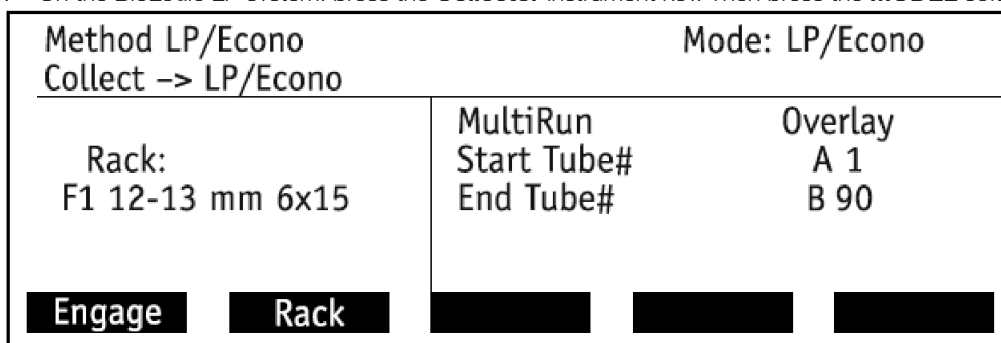 Method LP/Econo Mode: LP/Econo
Collect –> LP/Econo
MultiRun Overlay
Rack: Start Tube# A 1
F1 12-13 mm 6x15 End Tube# B 90
Engage Rack